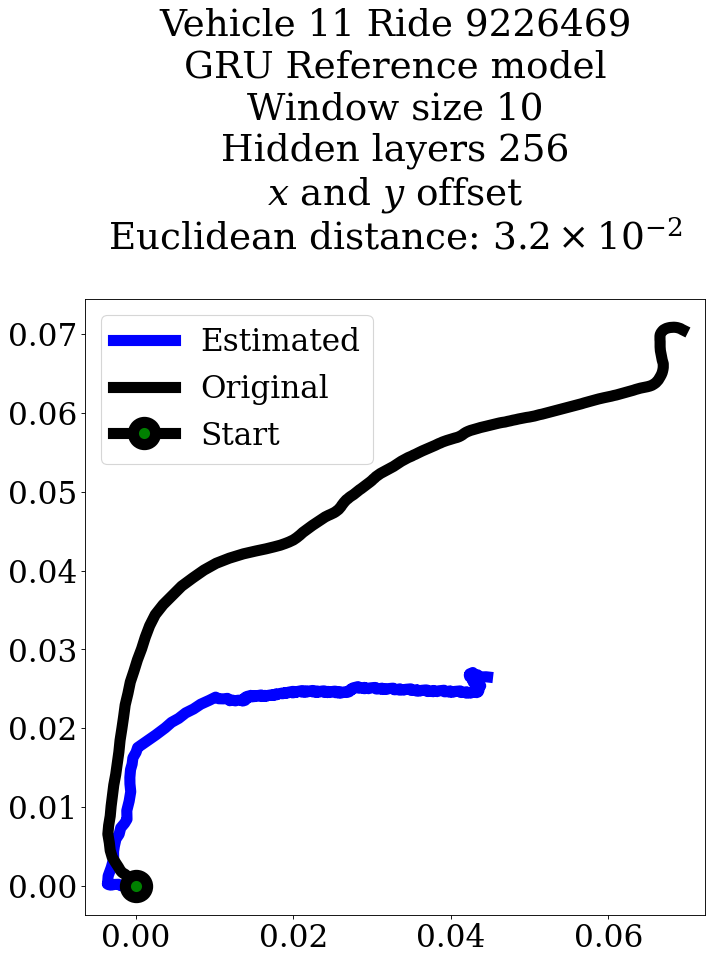 Vehicle 11 Ride 9226469
GRU Reference model
Window size 10
Hidden layers 256
x and y offset
Euclidean distance: 3.2 × 10⁻²
Estimated
Original
Start
0.07
0.06
0.05
0.04
0.03
0.02
0.01
0.00
0.00 0.02 0.04 0.06